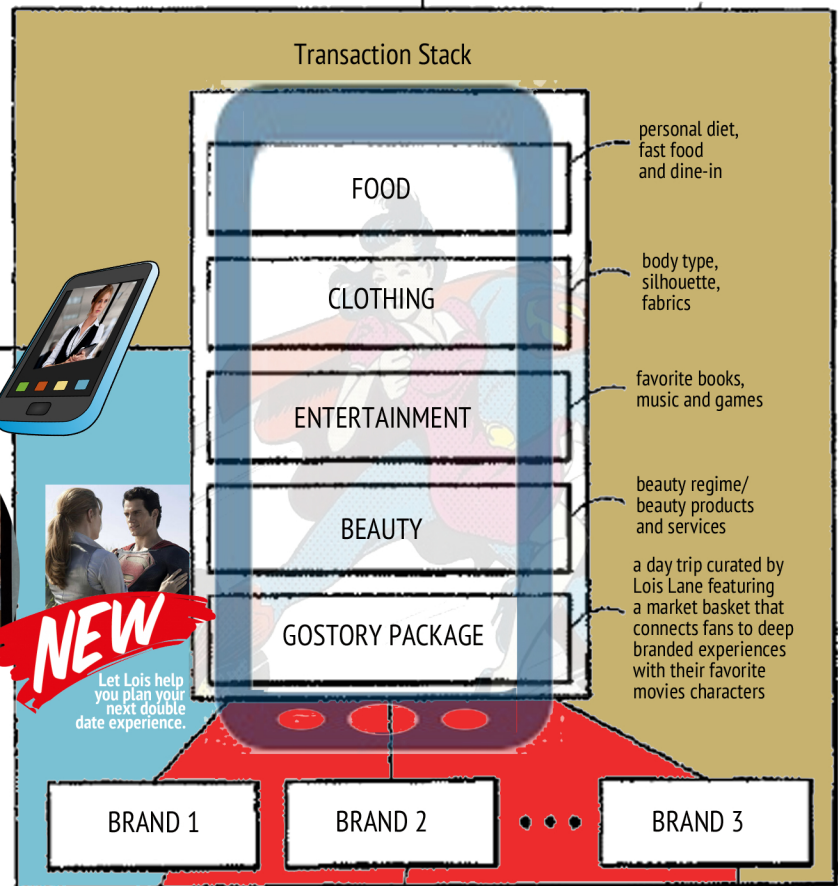 Transaction Stack
FOOD
personal diet,
fast food
and dine-in
CLOTHING
body type,
silhouette,
fabrics
ENTERTAINMENT
favorite books,
music and games
BEAUTY
beauty regime/
beauty products
and services
GOSTORY PACKAGE
a day trip curated by
Lois Lane featuring
a market basket that
connects fans to deep
branded experiences
with their favorite
movies characters
NEW
Let Lois help
you plan your
next double
date experience.
BRAND 1
BRAND 2
BRAND 3